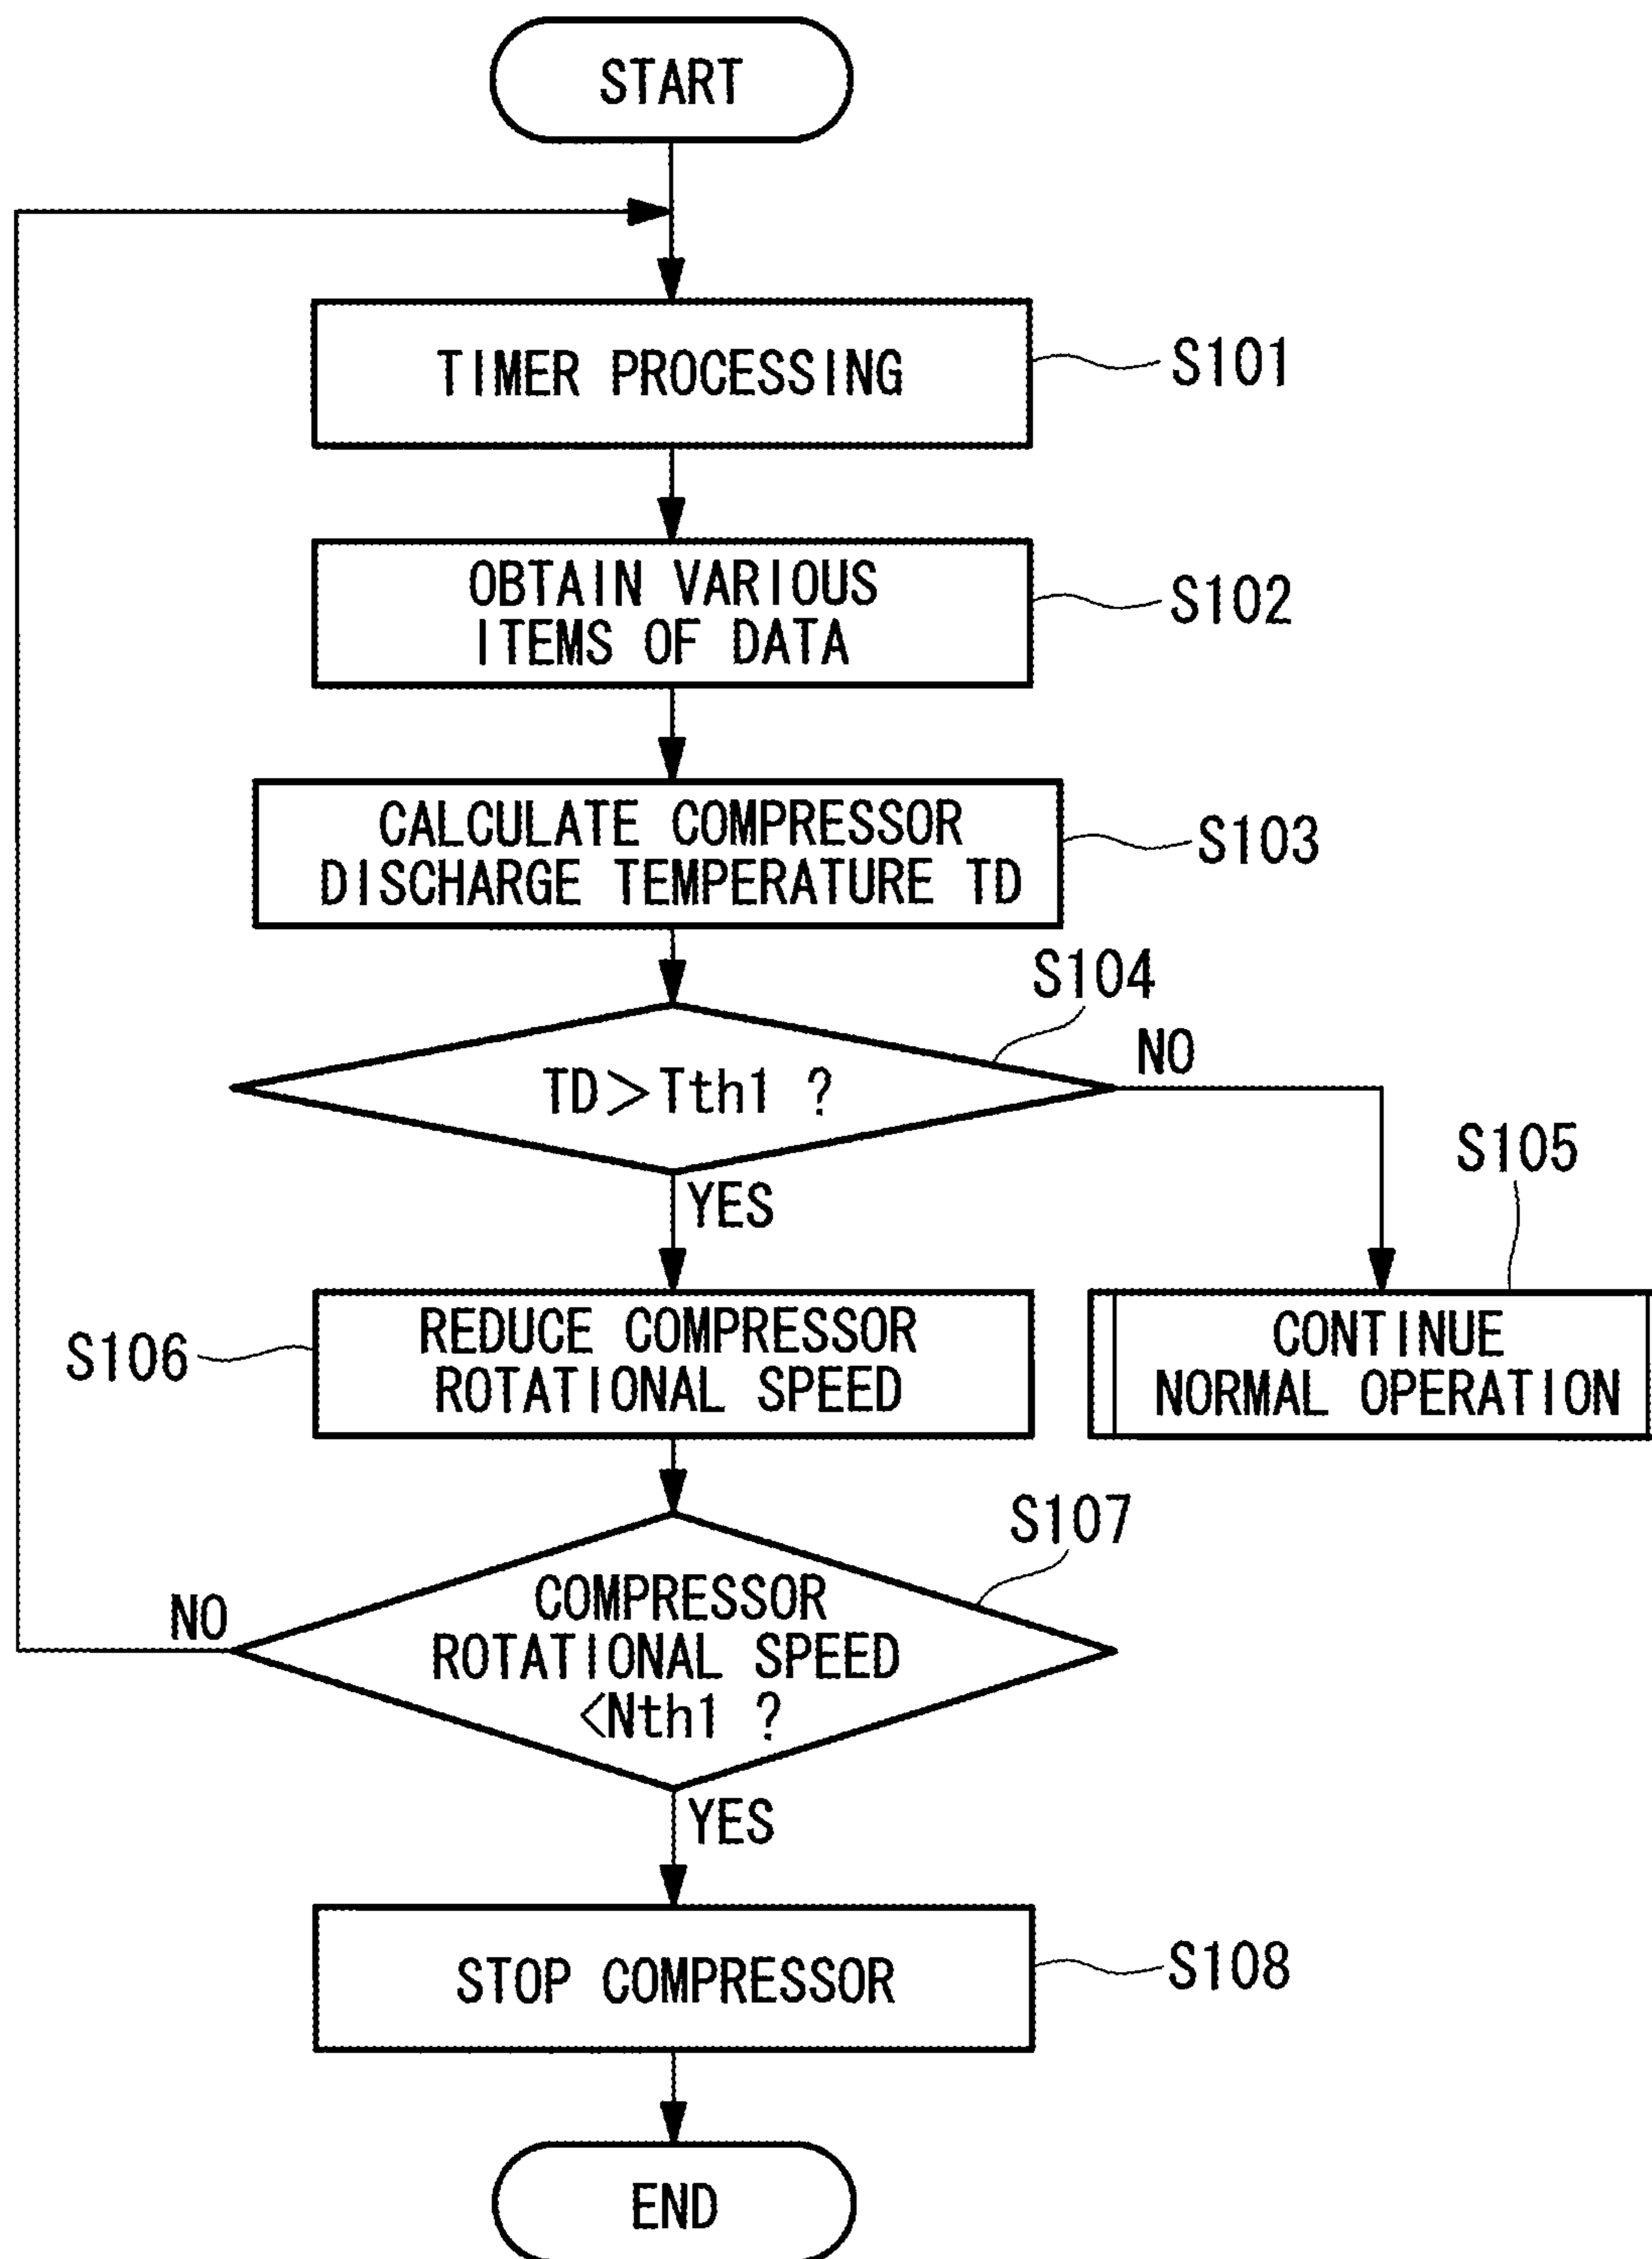 START
TIMER PROCESSING
S101
OBTAIN VARIOUS
ITEMS OF DATA
S102
CALCULATE COMPRESSOR
DISCHARGE TEMPERATURE TD
S103
S104
TD>Tth1 ?
NO
YES
S105
CONTINUE
NORMAL OPERATION
S106
REDUCE COMPRESSOR
ROTATIONAL SPEED
S107
COMPRESSOR
ROTATIONAL SPEED
<Nth1 ?
NO
YES
STOP COMPRESSOR
S108
END